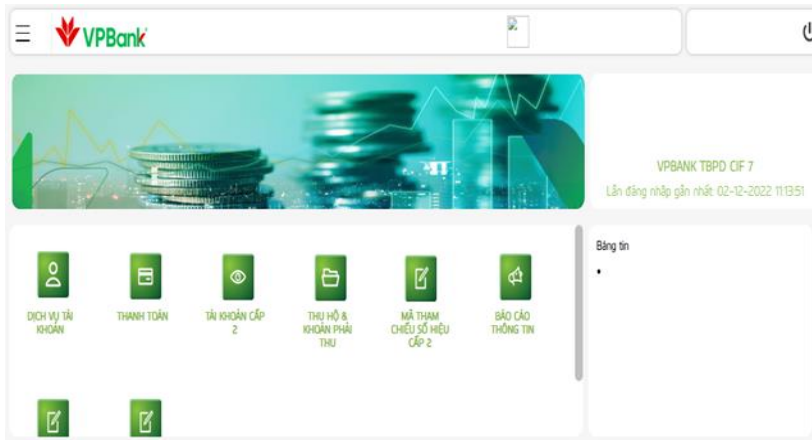 VPBank
VPBANK TBPD CIF 7
Lần đăng nhập gần nhất: 02-12-2022 11:13:51
DỊCH VỤ TÀI
KHOẢN
THANH TOÁN
TÀI KHOẢN CẤP
2
THU HỘ &
KHOẢN PHẢI
THU
MÃ THAM
CHIẾU SỐ HIỆU
CẤP 2
BÁO CÁO
THÔNG TIN
Bảng tin